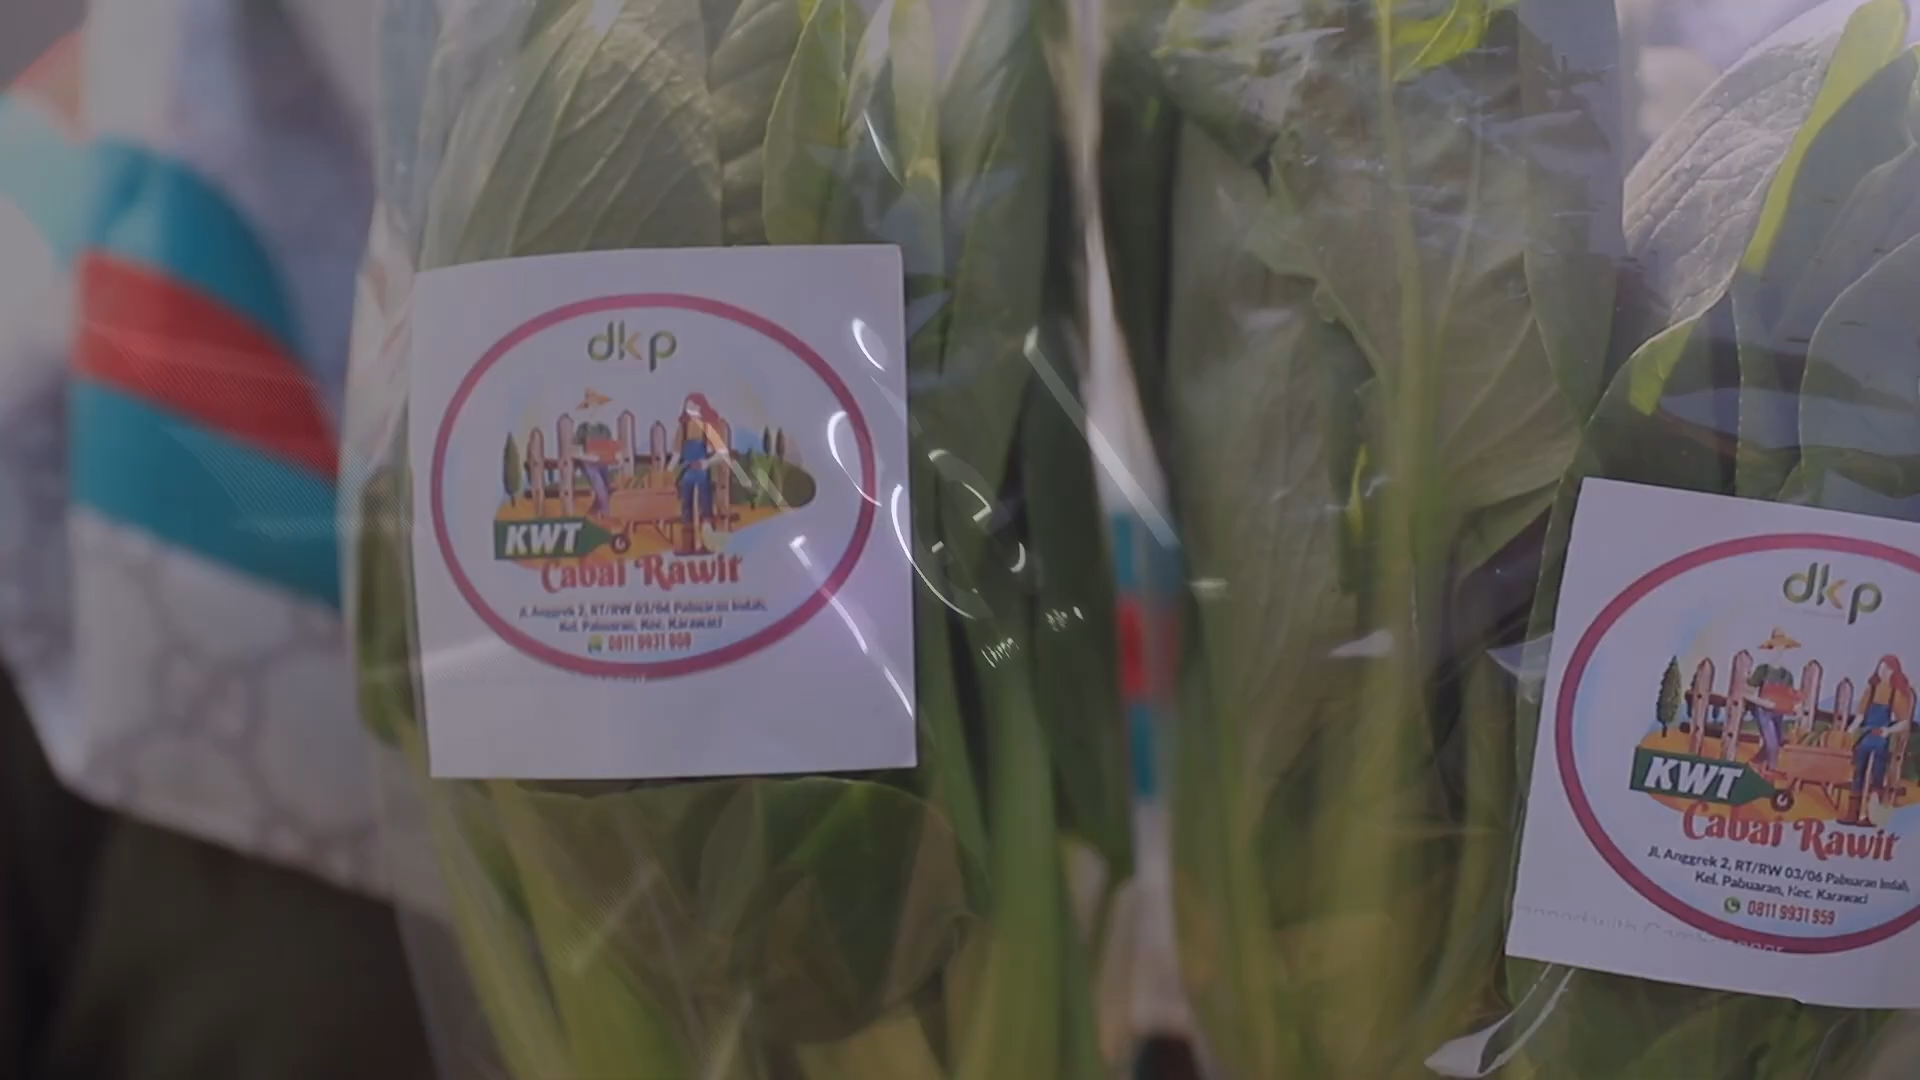 dkp
KWT
Cabai Rawit
Jl. Anggrek 2, RT/RW 03/04 Pabuaran Indah,
Kel. Pabuaran, Kec. Karawaci
0811 9931 959
dkp
KWT
Cabai Rawit
Jl. Anggrek 2, RT/RW 03/06 Pabuaran Indah,
Kel. Pabuaran, Kec. Karawaci
0811 9931 959